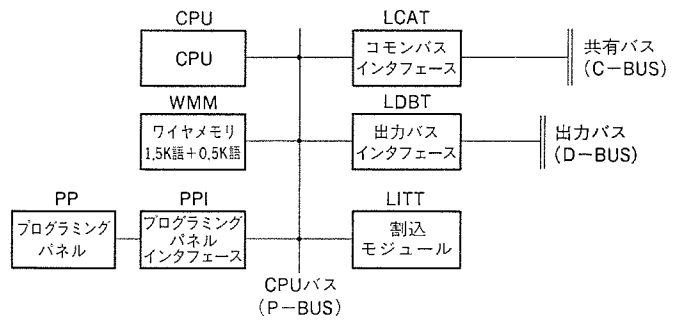 CPU
CPU
LCAT
コモンバス
インタフェース
共有バス
(C-BUS)
WMM
ワイヤメモリ
1.5K語+0.5K語
LDBT
出力バス
インタフェース
出力バス
(D-BUS)
PP
プログラミング
パネル
PPI
プログラミング
パネル
インタフェース
LITT
割込
モジュール
CPUバス
(P-BUS)